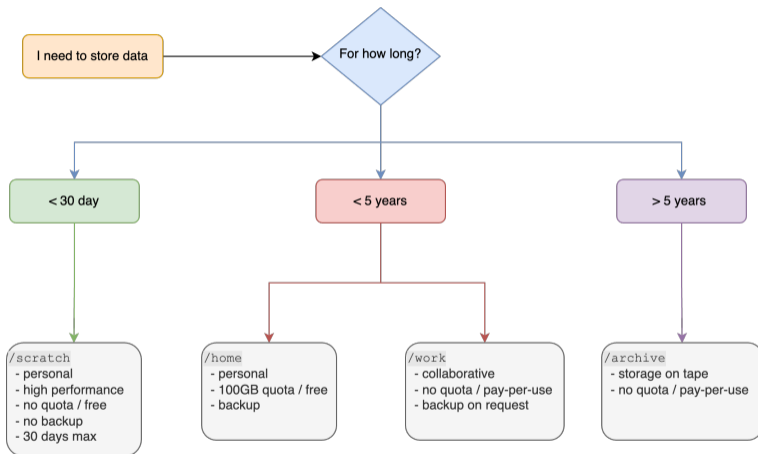 I need to store data
For how long?
< 30 day
< 5 years
> 5 years
/scratch
- personal
- high performance
- no quota / free
- no backup
- 30 days max
/home
- personal
- 100GB quota / free
- backup
/work
- collaborative
- no quota / pay-per-use
- backup on request
/archive
- storage on tape
- no quota / pay-per-use